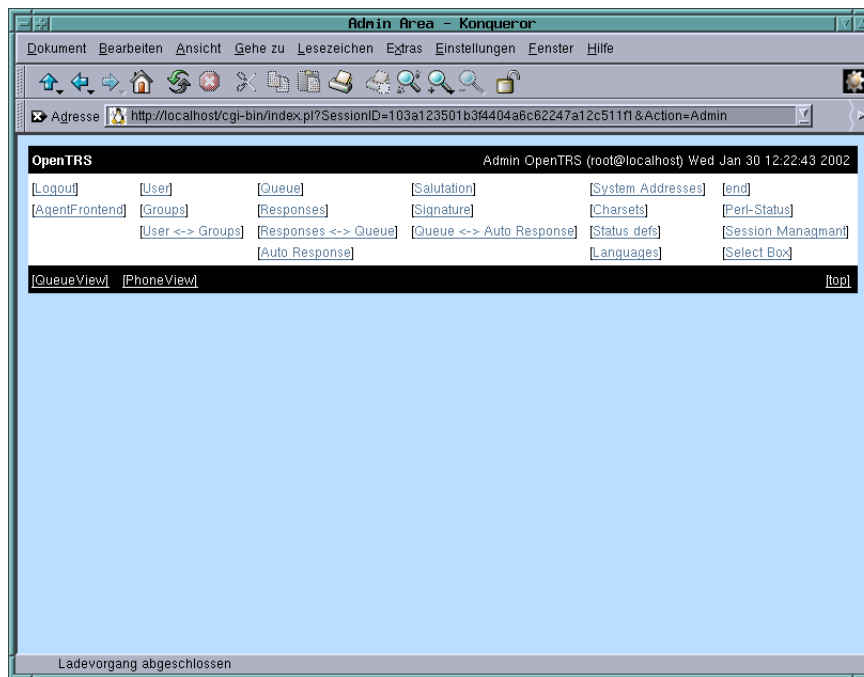 Admin Area - Konqueror
Dokument Bearbeiten Ansicht Gehe zu Lesezeichen Extras Einstellungen Fenster Hilfe
Adresse http://localhost/cgi-bin/index.pl?SessionID=103a123501b3f4404a6c62247a12c511f1&Action=Admin
OpenTRS Admin OpenTRS (root@localhost) Wed Jan 30 12:22:43 2002
[Logout] [User] [Queue] [Salutation] [System Addresses] [end]
[AgentFrontend] [Groups] [Responses] [Signature] [Charsets] [Perl-Status]
[User <-> Groups] [Responses <-> Queue] [Queue <-> Auto Response] [Status defs] [Session Managmant]
[Auto Response] [Languages] [Select Box]
[QueueView] [PhoneView] [top]
Ladevorgang abgeschlossen